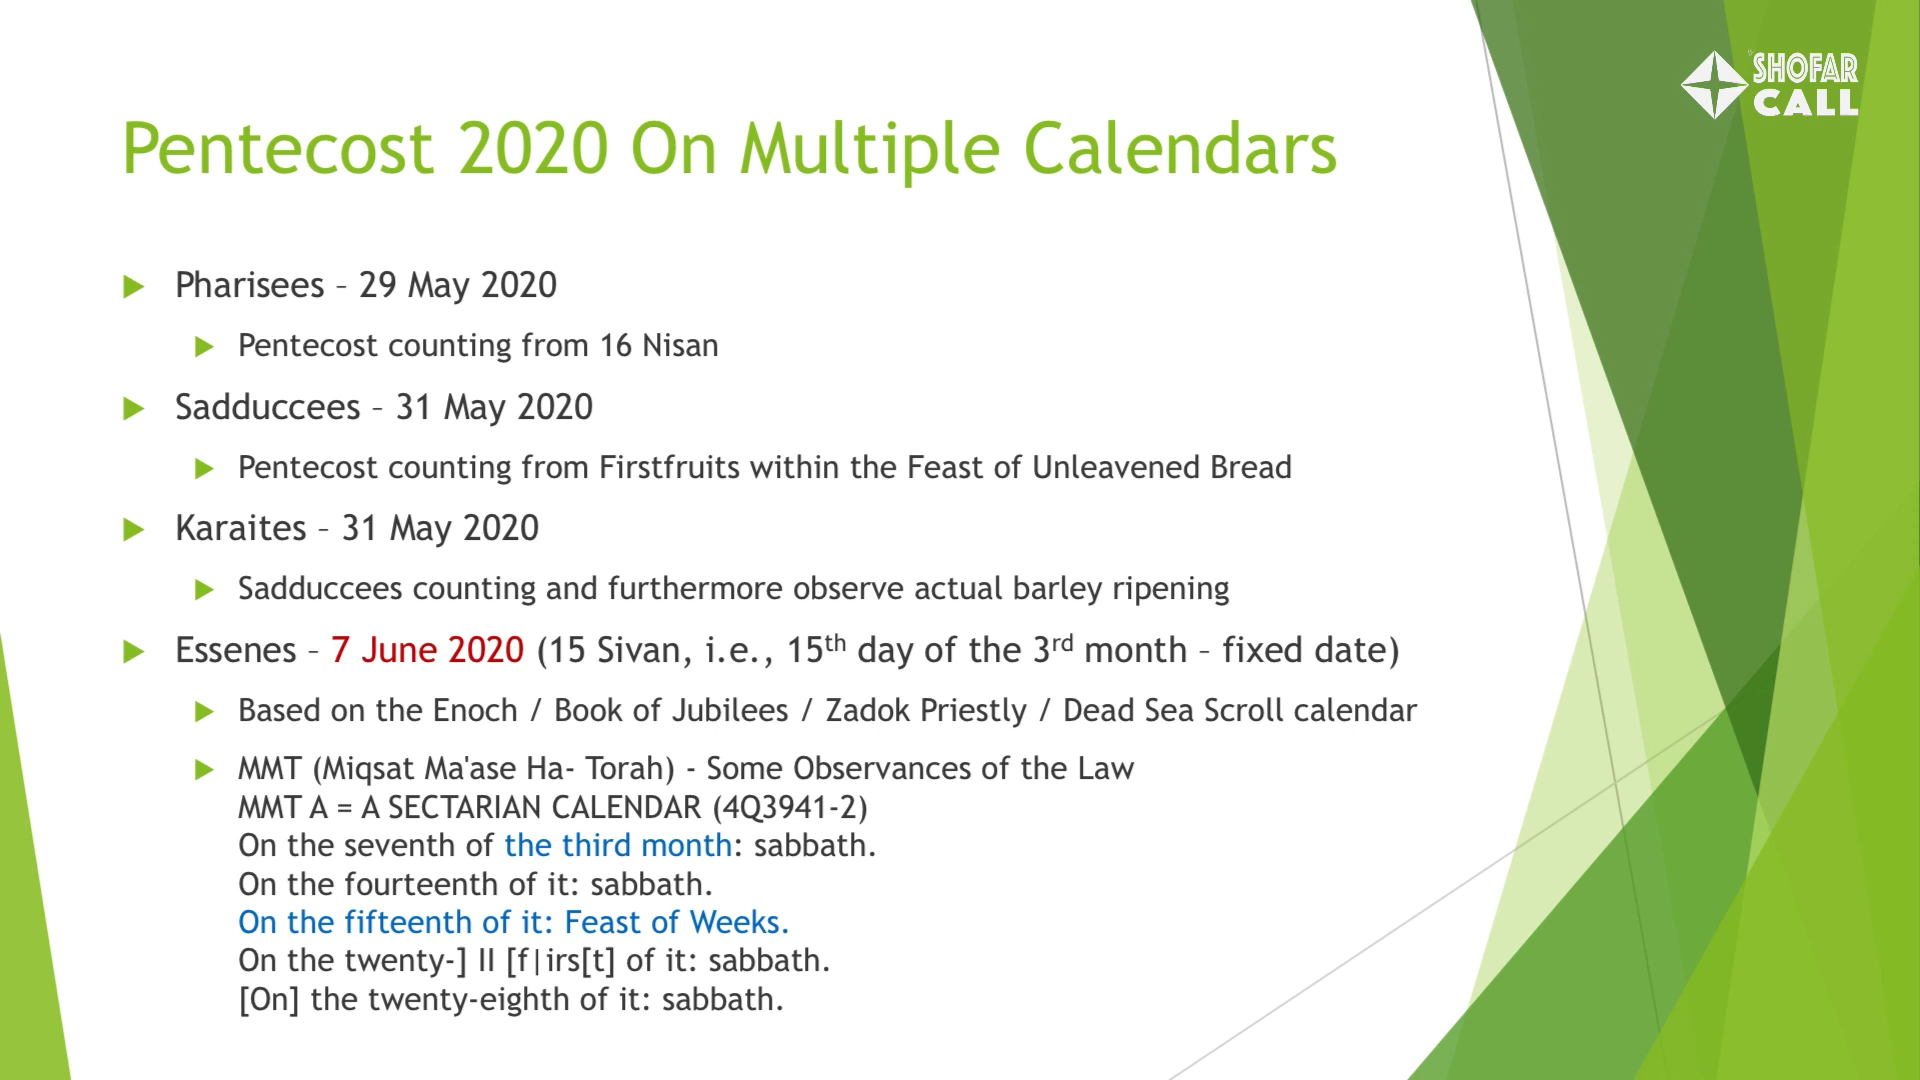 SHOFAR
CALL
Pentecost 2020 On Multiple Calendars
Pharisees – 29 May 2020
Pentecost counting from 16 Nisan
Sadduccees – 31 May 2020
Pentecost counting from Firstfruits within the Feast of Unleavened Bread
Karaites – 31 May 2020
Sadduccees counting and furthermore observe actual barley ripening
Essenes – 7 June 2020 (15 Sivan, i.e., 15th day of the 3rd month – fixed date)
Based on the Enoch / Book of Jubilees / Zadok Priestly / Dead Sea Scroll calendar
MMT (Miqsat Ma'ase Ha- Torah) - Some Observances of the Law
MMT A = A SECTARIAN CALENDAR (4Q3941-2)
On the seventh of the third month: sabbath.
On the fourteenth of it: sabbath.
On the fifteenth of it: Feast of Weeks.
On the twenty-] II [f|irs[t] of it: sabbath.
[On] the twenty-eighth of it: sabbath.